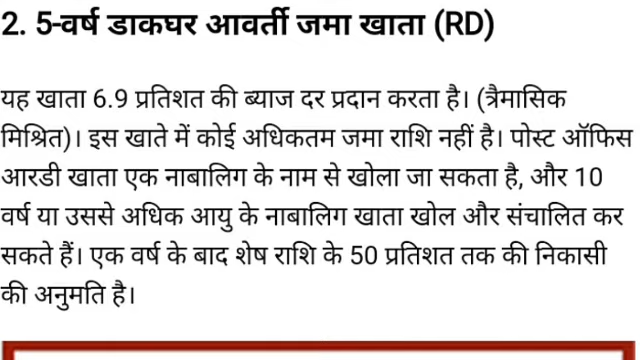 2. 5-वर्ष डाकघर आवर्ती जमा खाता (RD)
यह खाता 6.9 प्रतिशत की ब्याज दर प्रदान करता है। (त्रैमासिक
मिश्रित)। इस खाते में कोई अधिकतम जमा राशि नहीं है। पोस्ट ऑफिस
आरडी खाता एक नाबालिग के नाम से खोला जा सकता है, और 10
वर्ष या उससे अधिक आयु के नाबालिग खाता खोल और संचालित कर
सकते हैं। एक वर्ष के बाद शेष राशि के 50 प्रतिशत तक की निकासी
की अनुमति है।